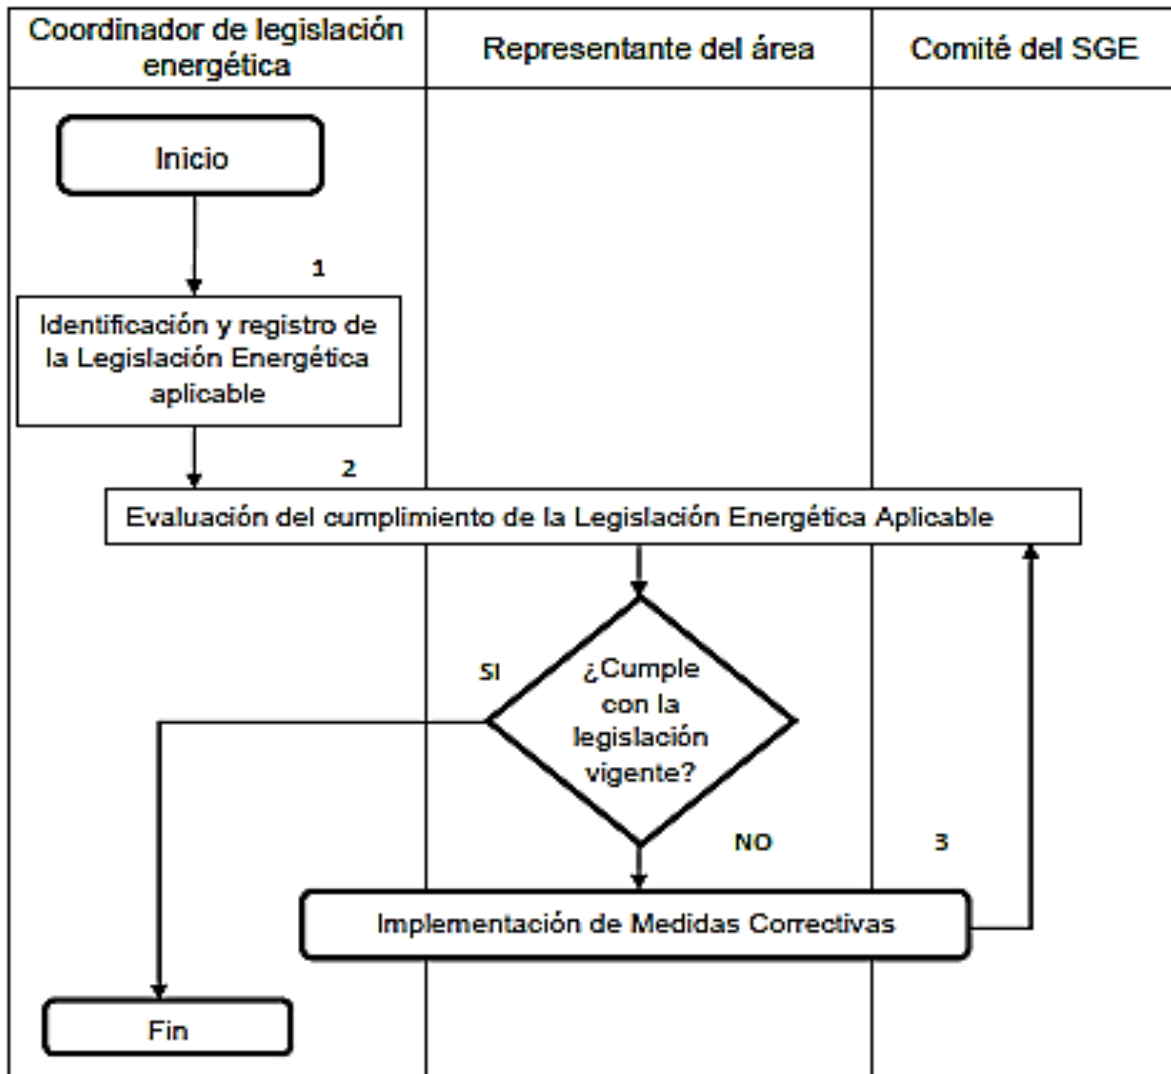 Coordinador de legislación
energética
Representante del área
Comité del SGE
Inicio
1
Identificación y registro de
la Legislación Energética
aplicable
2
Evaluación del cumplimiento de la Legislación Energética Aplicable
SI
¿Cumple
con la
legislación
vigente?
NO
3
Implementación de Medidas Correctivas
Fin